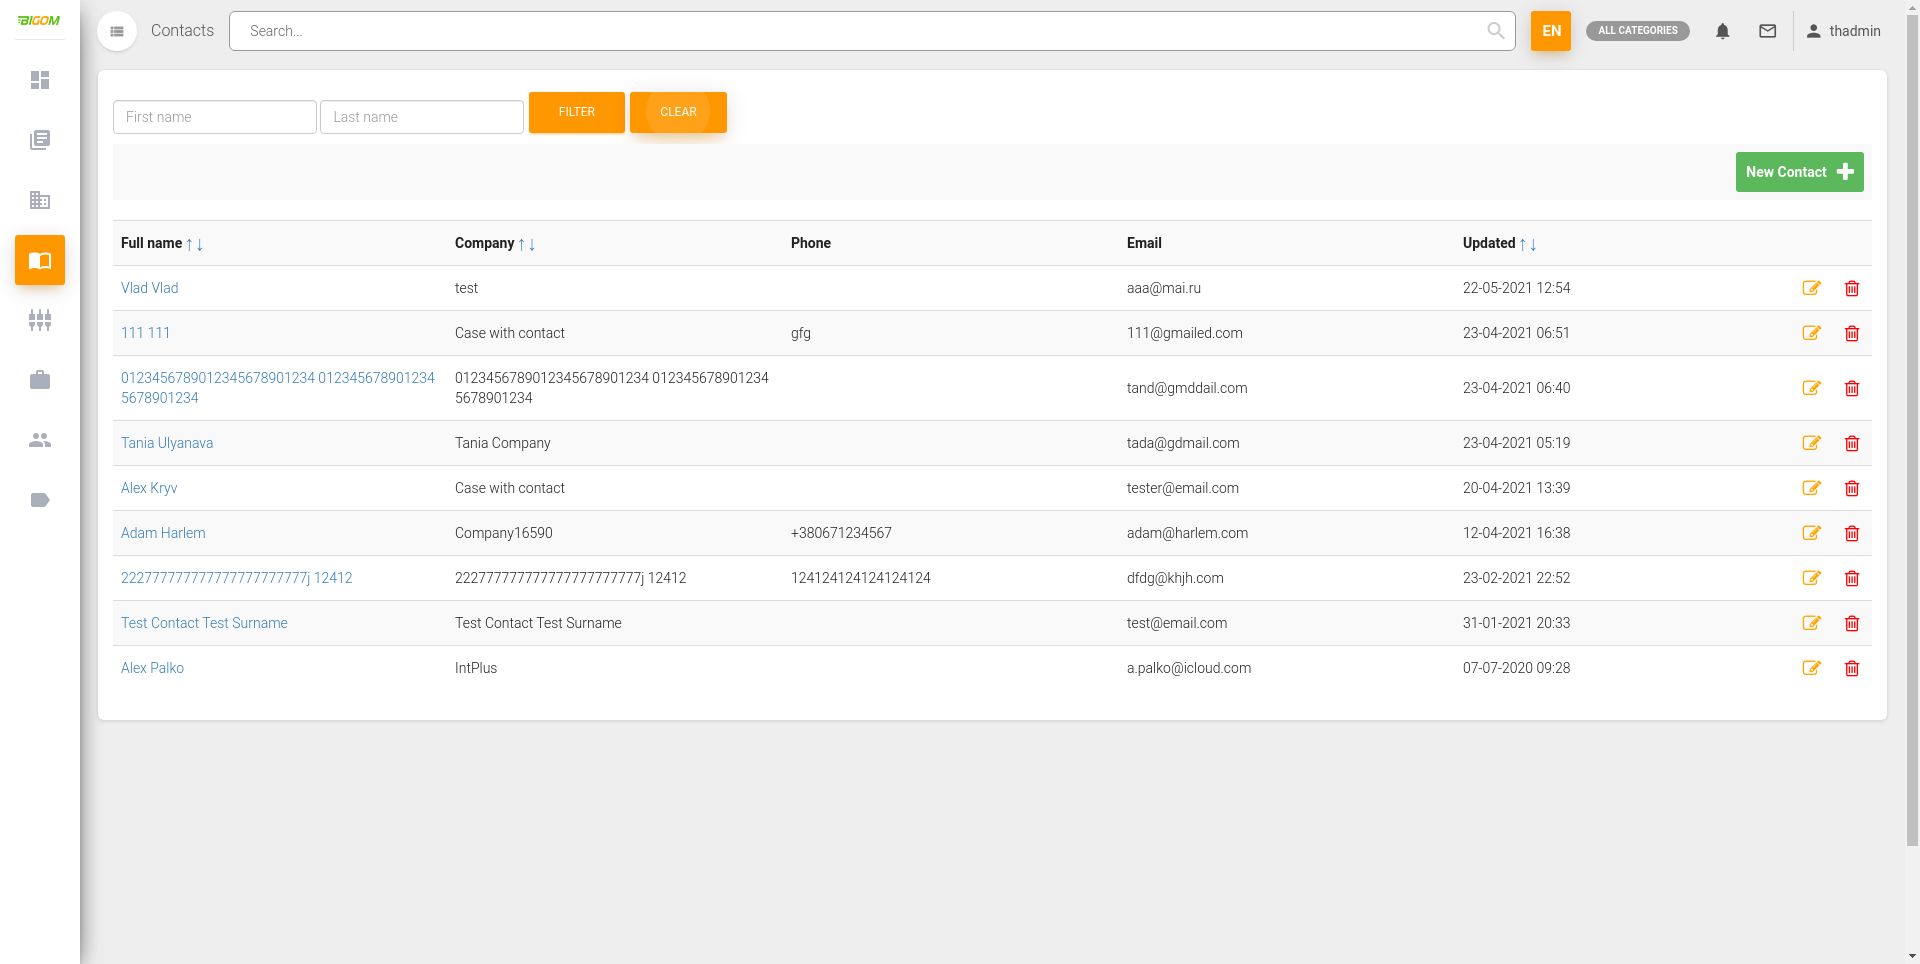 BIGOM
Contacts
Search...
EN
ALL CATEGORIES
thadmin
First name
Last name
FILTER
CLEAR
New Contact
Full name ↑↓ Company ↑↓ Phone Email Updated ↑↓
Vlad Vlad test aaa@mai.ru 22-05-2021 12:54
111 111 Case with contact gfg 111@gmailed.com 23-04-2021 06:51
0123456789012345678901234 012345678901234
5678901234
0123456789012345678901234 012345678901234
5678901234
tand@gmddail.com 23-04-2021 06:40
Tania Ulyanava Tania Company tada@gdmail.com 23-04-2021 05:19
Alex Kryv Case with contact tester@email.com 20-04-2021 13:39
Adam Harlem Company16590 +380671234567 adam@harlem.com 12-04-2021 16:38
222777777777777777777777j 12412 222777777777777777777777j 12412 124124124124124124 dfdg@khjh.com 23-02-2021 22:52
Test Contact Test Surname Test Contact Test Surname test@email.com 31-01-2021 20:33
Alex Palko IntPlus a.palko@icloud.com 07-07-2020 09:28